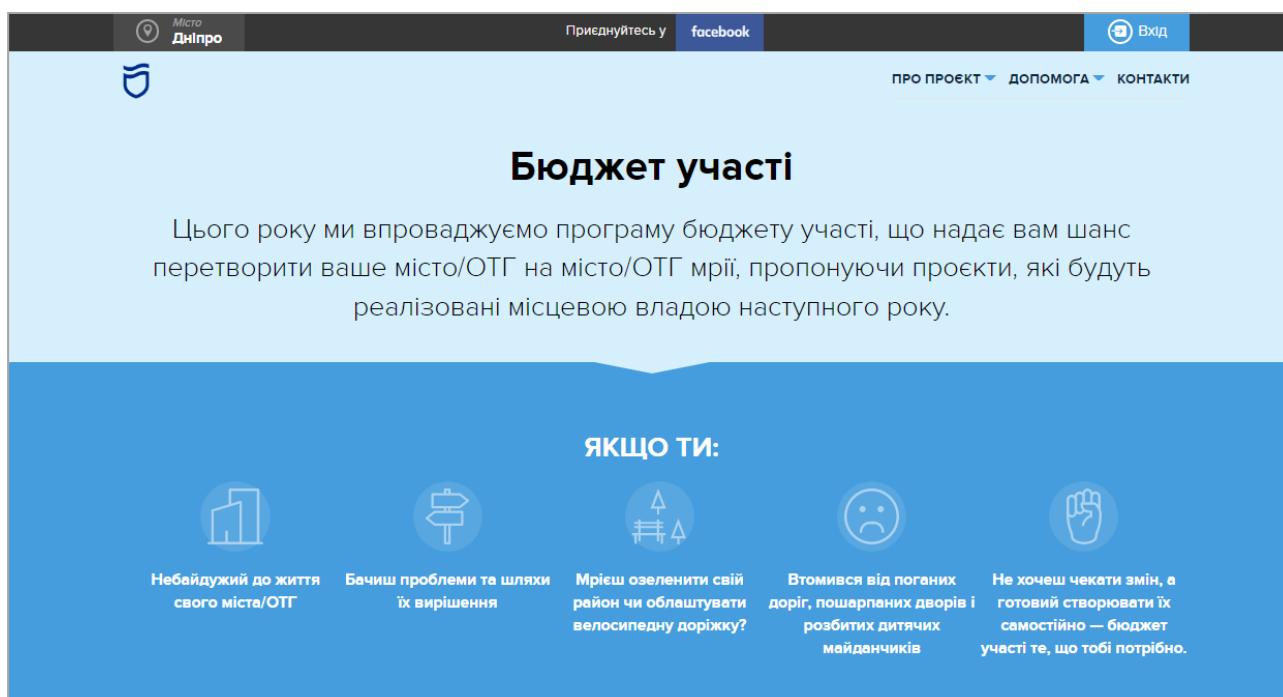 Місто
Дніпро
Приєднуйтесь у
facebook
Вхід
ПРО ПРОЄКТ
ДОПОМОГА
КОНТАКТИ
Бюджет участі
Цього року ми впроваджуємо програму бюджету участі, що надає вам шанс
перетворити ваше місто/ОТГ на місто/ОТГ мрії, пропонуючи проєкти, які будуть
реалізовані місцевою владою наступного року.
ЯКЩО ТИ:
Небайдужий до життя
свого міста/ОТГ
Бачиш проблеми та шляхи
їх вирішення
Мрієш озеленити свій
район чи облаштувати
велосипедну доріжку?
Втомився від поганих
доріг, пошарпаних дворів і
розбитих дитячих
майданчиків
Не хочеш чекати змін, а
готовий створювати їх
самостійно — бюджет
участі те, що тобі потрібно.